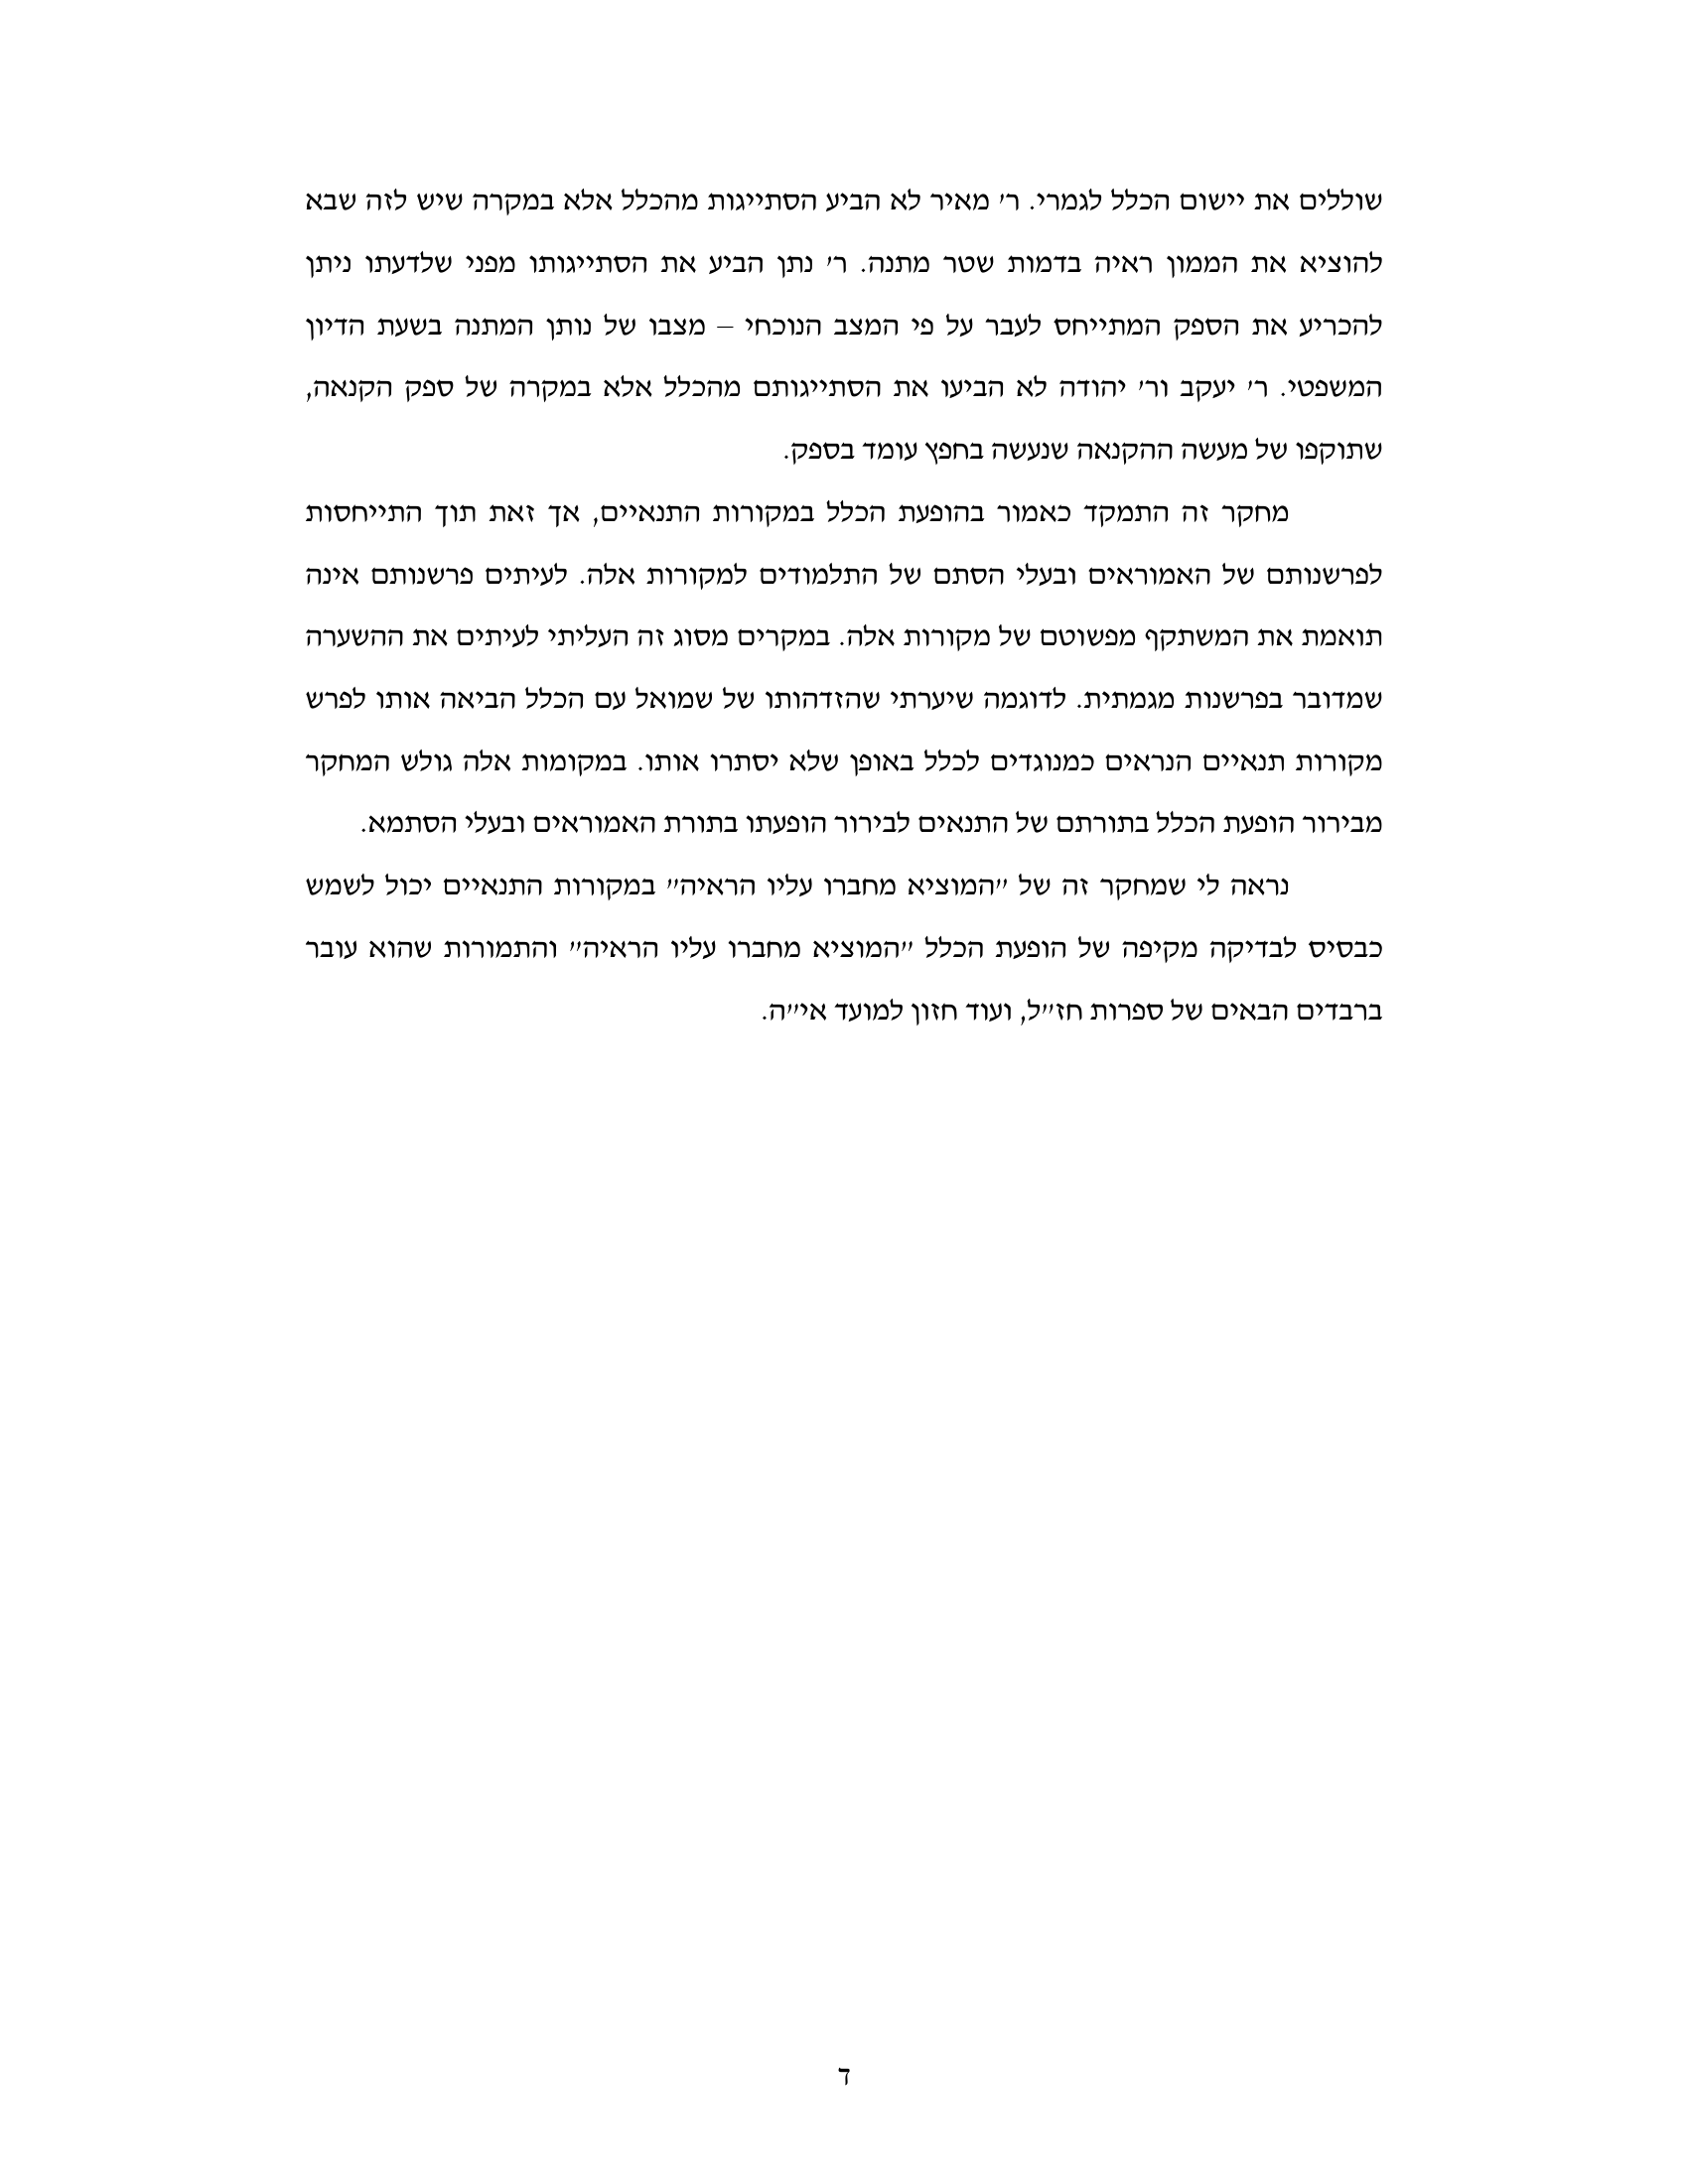 שוללים את יישום הכלל לגמרי. ר׳ מאיר לא הביע הסתייגות מהכלל אלא במקרה שיש לזה שבא
להוציא את הממון ראיה בדמות שטר מתנה. ר׳ נתן הביע את הסתייגותו מפני שלדעתו ניתן
להכריע את הספק המתייחס לעבר על פי המצב הנוכחי – מצבו של נותן המתנה בשעת הדיון
המשפטי. ר׳ יעקב ור׳ יהודה לא הביעו את הסתייגותם מהכלל אלא במקרה של ספק הקנאה,
שתוקפו של מעשה ההקנאה שנעשה בחפץ עומד בספק.
מחקר זה התמקד כאמור בהופעת הכלל במקורות התנאיים, אך זאת תוך התייחסות
לפרשנותם של האמוראים ובעלי הסתם של התלמודים למקורות אלה. לעיתים פרשנותם אינה
תואמת את המשתקף מפשוטם של מקורות אלה. במקרים מסוג זה העליתי לעיתים את ההשערה
שמדובר בפרשנות מגמתית. לדוגמה שיערתי שהזדהותו של שמואל עם הכלל הביאה אותו לפרש
מקורות תנאיים הנראים כמנוגדים לכלל באופן שלא יסתרו אותו. במקומות אלה גולש המחקר
מבירור הופעת הכלל בתורתם של התנאים לבירור הופעתו בתורת האמוראים ובעלי הסתמא.
נראה לי שמחקר זה של ״המוציא מחברו עליו הראיה״ במקורות התנאיים יכול לשמש
כבסיס לבדיקה מקיפה של הופעת הכלל ״המוציא מחברו עליו הראיה״ והתמורות שהוא עובר
ברבדים הבאים של ספרות חז״ל, ועוד חזון למועד אי״ה.
ד